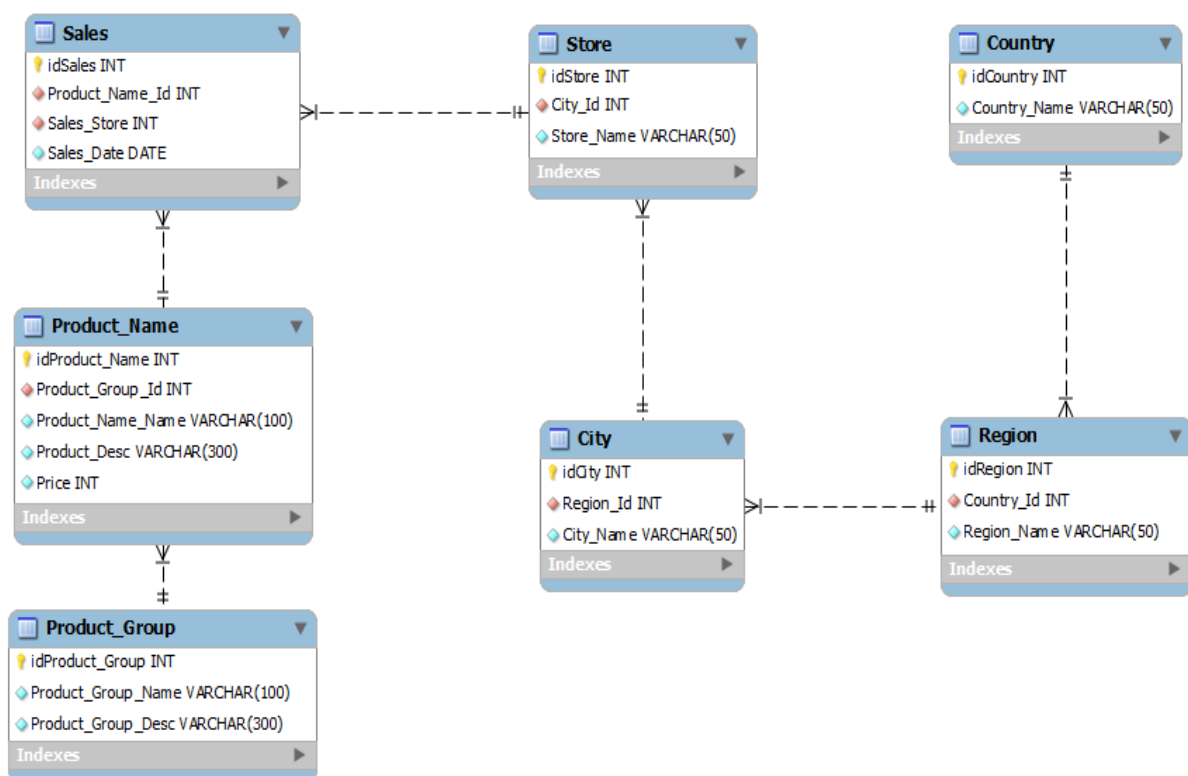 Sales
idSales INT
Product_Name_Id INT
Sales_Store INT
Sales_Date DATE
Indexes
Store
idStore INT
City_Id INT
Store_Name VARCHAR(50)
Indexes
Country
idCountry INT
Country_Name VARCHAR(50)
Indexes
Product_Name
idProduct_Name INT
Product_Group_Id INT
Product_Name_Name VARCHAR(100)
Product_Desc VARCHAR(300)
Price INT
Indexes
City
idCity INT
Region_Id INT
City_Name VARCHAR(50)
Indexes
Region
idRegion INT
Country_Id INT
Region_Name VARCHAR(50)
Indexes
Product_Group
idProduct_Group INT
Product_Group_Name VARCHAR(100)
Product_Group_Desc VARCHAR(300)
Indexes